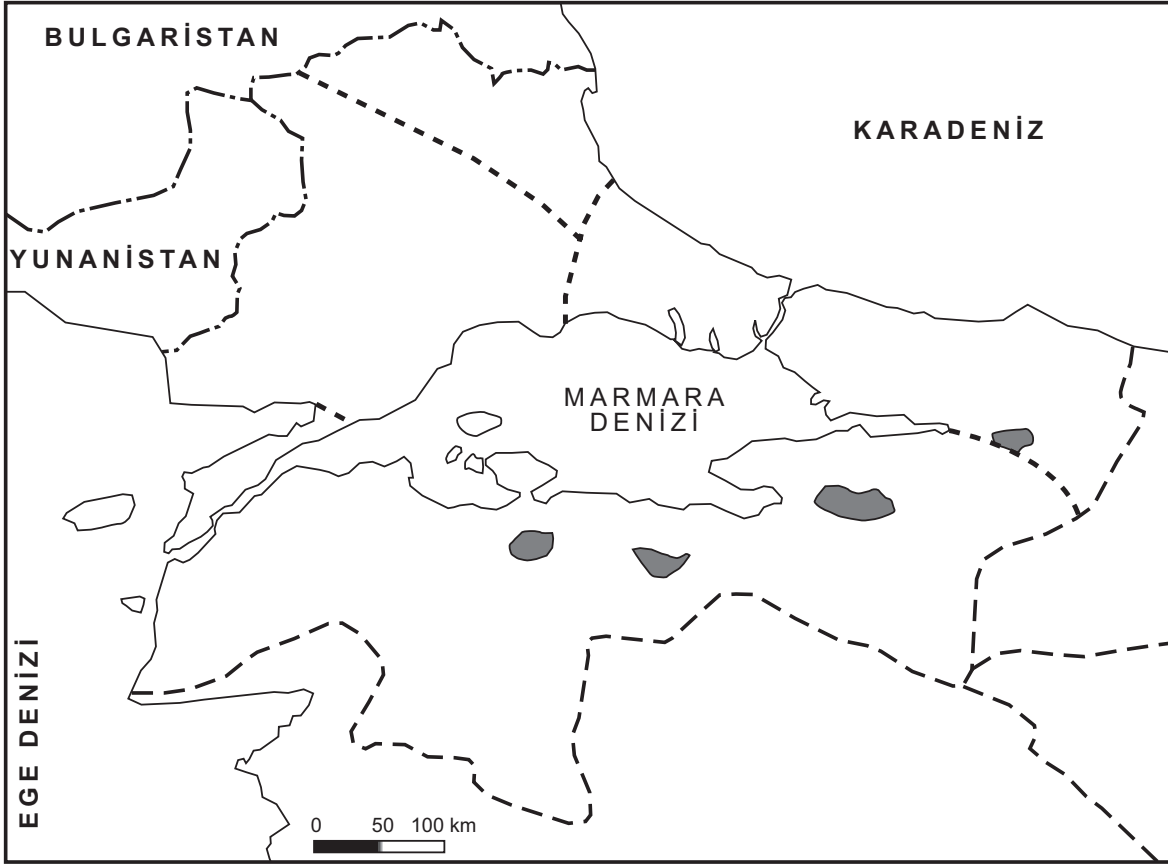 BULGARİSTAN
KARADENİZ
YUNANİSTAN
MARMARA
DENİZİ
EGE DENİZİ
0 50 100 km